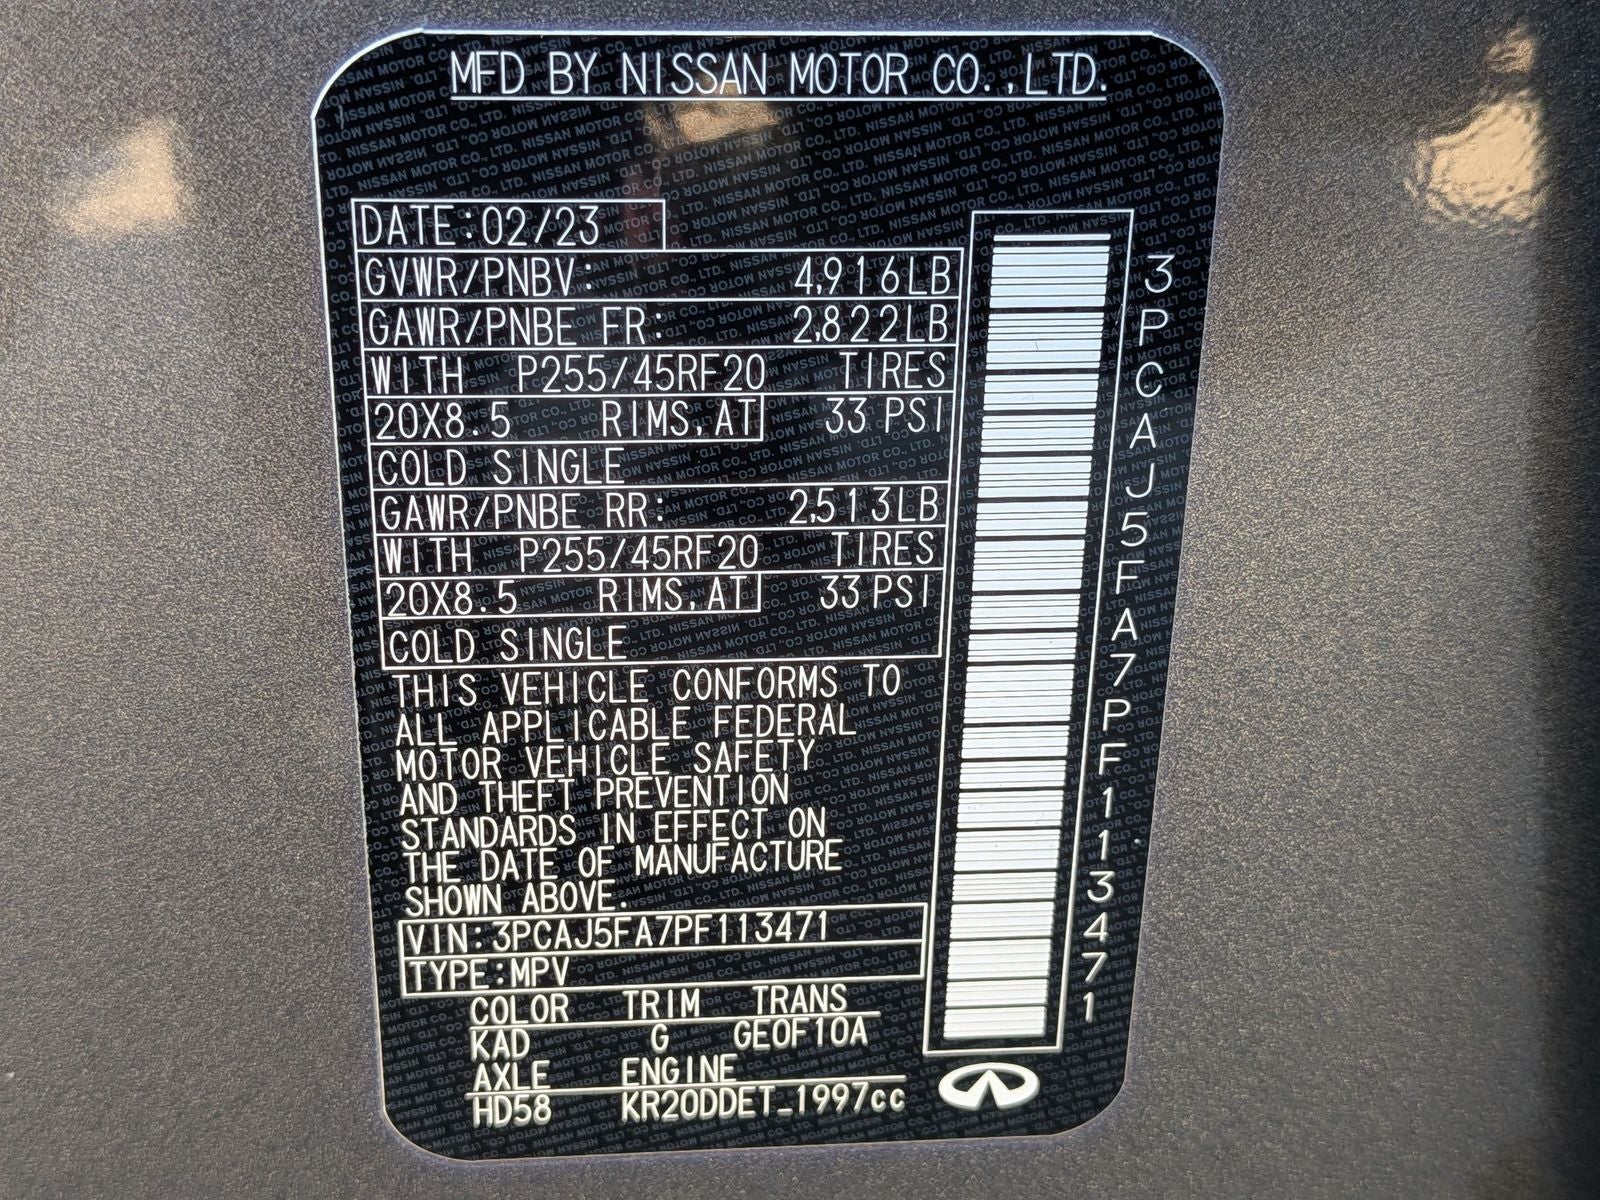 MFD BY NISSAN MOTOR CO.,LTD.
DATE:02/23
GVWR/PNBV: 4,916LB
GAWR/PNBE FR: 2,822LB
WITH P255/45RF20 TIRES
20X8.5 RIMS,AT 33 PSI
COLD SINGLE
GAWR/PNBE RR: 2,513LB
WITH P255/45RF20 TIRES
20X8.5 RIMS,AT 33 PSI
COLD SINGLE
THIS VEHICLE CONFORMS TO
ALL APPLICABLE FEDERAL
MOTOR VEHICLE SAFETY
AND THEFT PREVENTION
STANDARDS IN EFFECT ON
THE DATE OF MANUFACTURE
SHOWN ABOVE.
VIN:3PCAJ5FA7PF113471
TYPE:MPV
COLOR TRIM TRANS
KAD G GE0F10A
AXLE ENGINE
HD58 KR20DDET_1997cc
3PCAJ5FA7PF113471